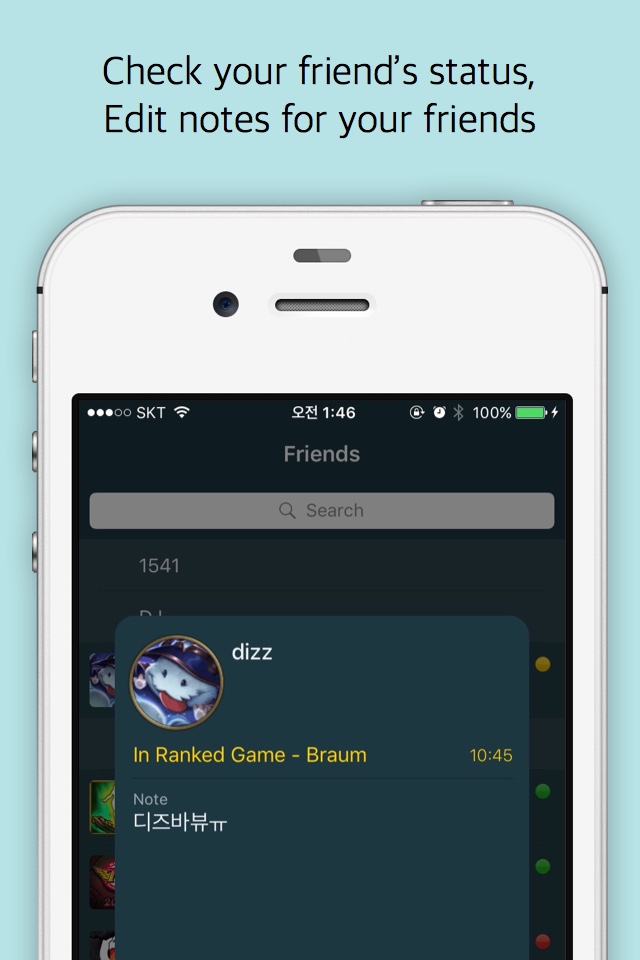 Check your friend's status,
Edit notes for your friends
SKT 오전 1:46 100%
Friends
Search
1541
dizz
In Ranked Game - Braum 10:45
Note
디즈바뷰ㅠ